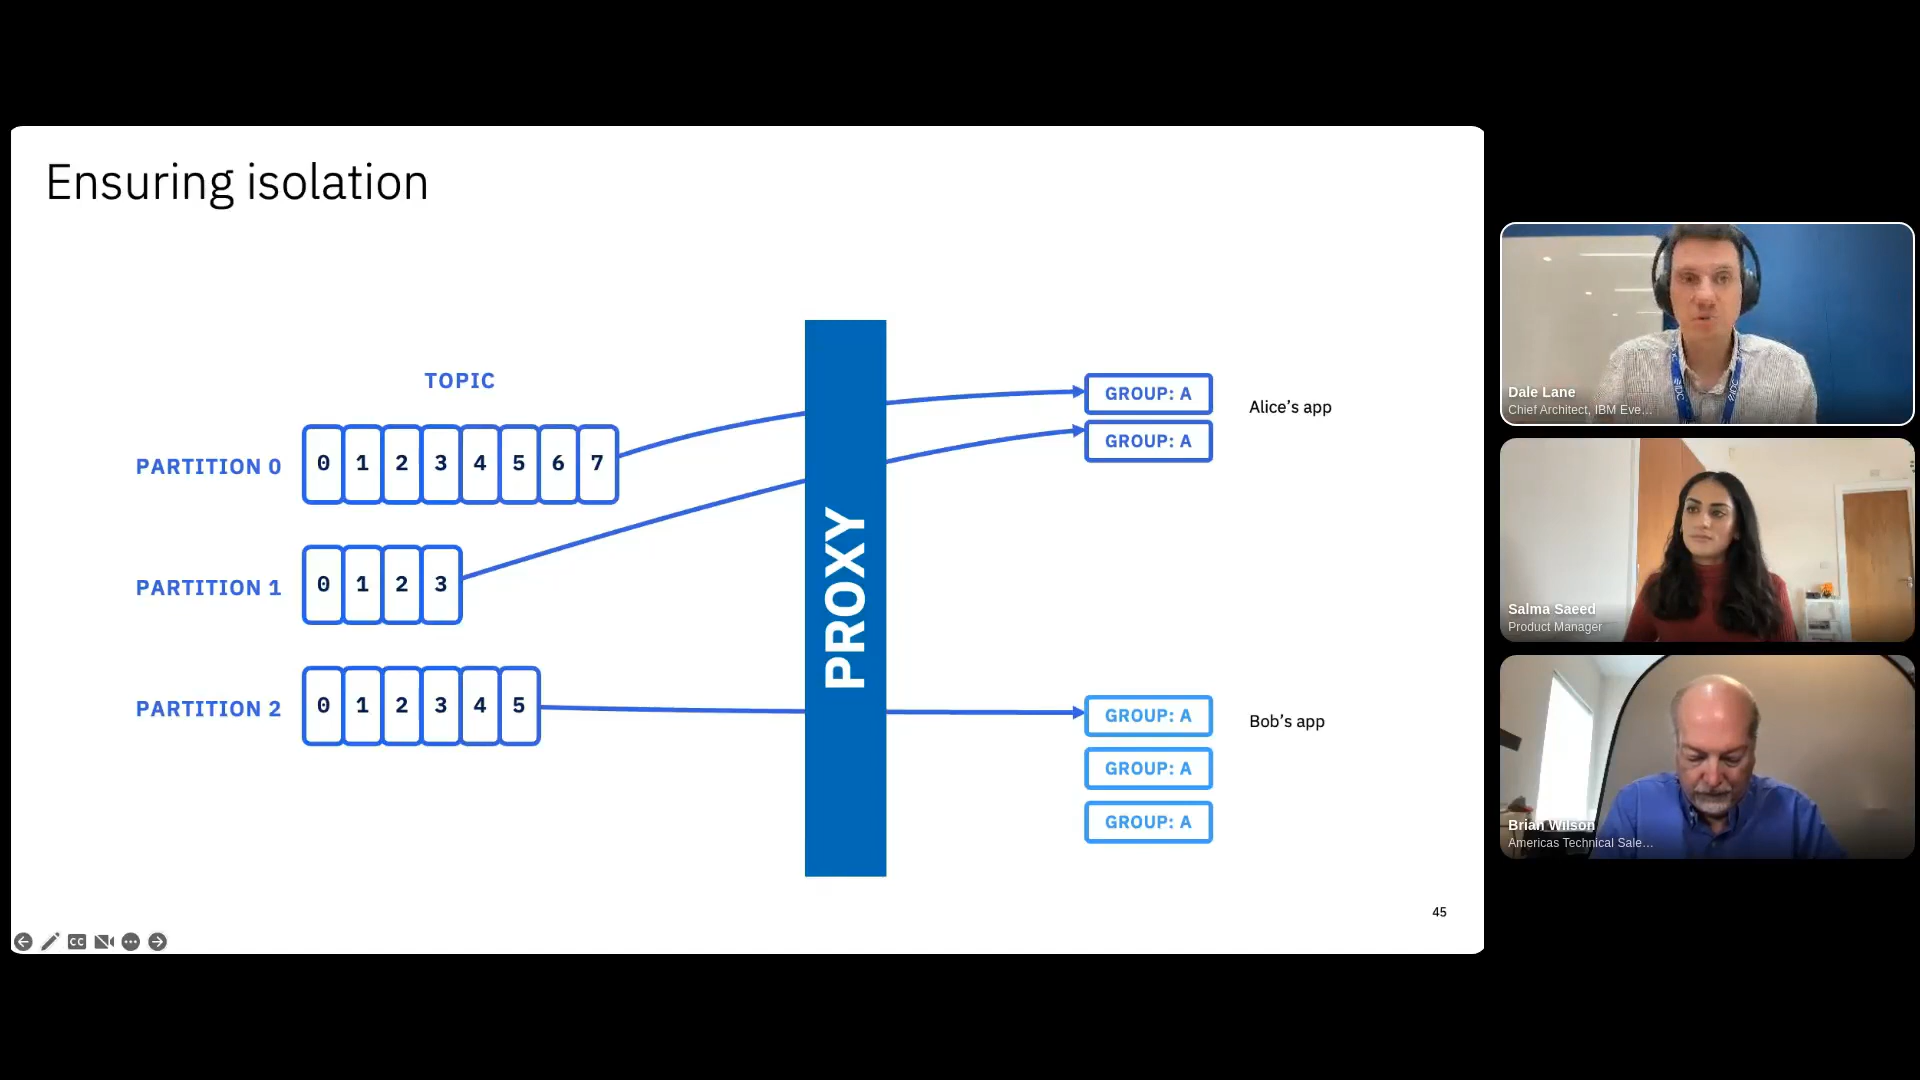 Ensuring isolation
TOPIC
PARTITION 0
0 1 2 3 4 5 6 7
PARTITION 1
0 1 2 3
PARTITION 2
0 1 2 3 4 5
PROXY
GROUP: A
GROUP: A
Alice's app
GROUP: A
GROUP: A
GROUP: A
Bob's app
45
CC
Dale Lane
Chief Architect, IBM Eve...
Salma Saeed
Product Manager
Brian Wilson
Americas Technical Sale...